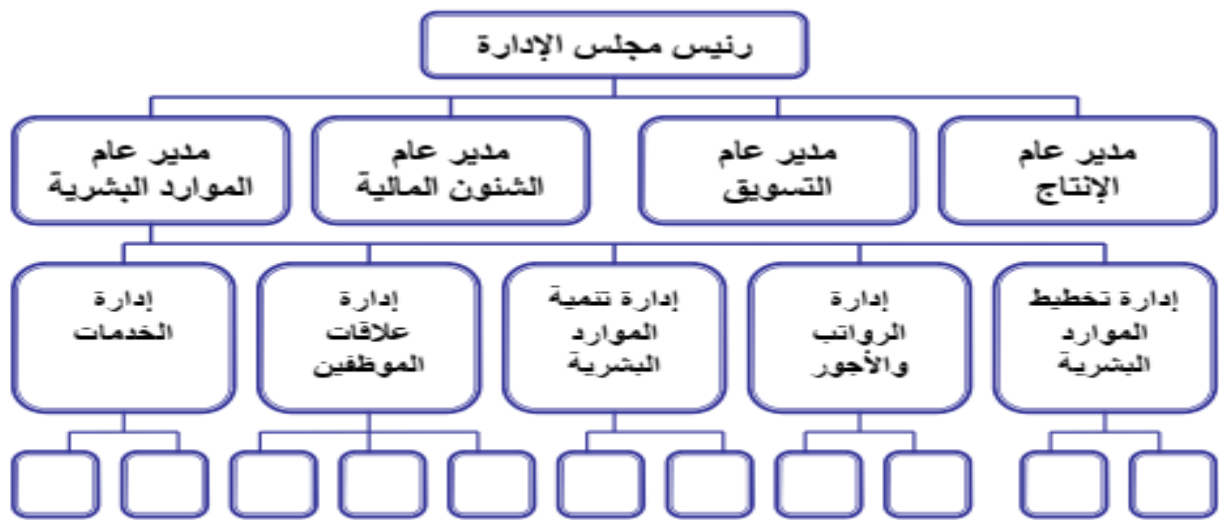 رئيس مجلس الإدارة
مدير عام
الإنتاج
مدير عام
التسويق
مدير عام
الشئون المالية
مدير عام
الموارد البشرية
إدارة تخطيط
الموارد
البشرية
إدارة
الرواتب
والأجور
إدارة تنمية
الموارد
البشرية
إدارة
علاقات
الموظفين
إدارة
الخدمات